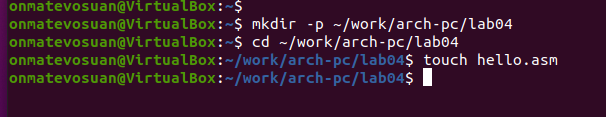 onmatevosuan@VirtualBox:~$
onmatevosuan@VirtualBox:~$ mkdir -p ~/work/arch-pc/lab04
onmatevosuan@VirtualBox:~$ cd ~/work/arch-pc/lab04
onmatevosuan@VirtualBox:~/work/arch-pc/lab04$ touch hello.asm
onmatevosuan@VirtualBox:~/work/arch-pc/lab04$